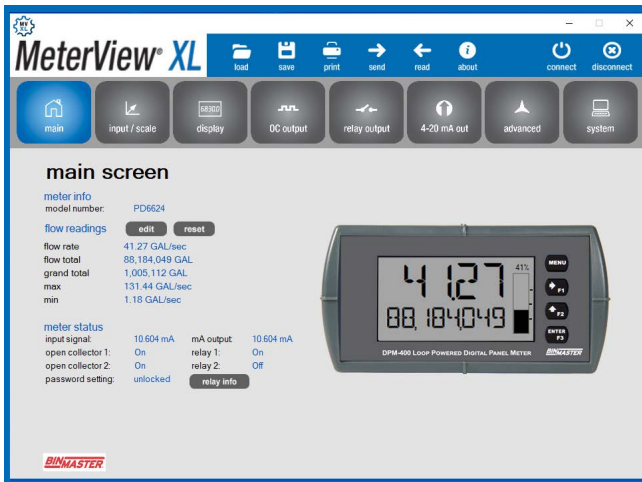 MV
XL
MeterView® XL
load save print send read about connect disconnect
main input / scale display OC output relay output 4-20 mA out advanced system
68300
main screen
meter info
model number: PD6624
flow readings edit reset
flow rate 41.27 GAL/sec
flow total 88,184,049 GAL
grand total 1,005,112 GAL
max 131.44 GAL/sec
min 1.18 GAL/sec
meter status
input signal: 10.604 mA mA output: 10.604 mA
open collector 1: On relay 1: On
open collector 2: On relay 2: Off
password setting: unlocked relay info
41.27
41%
88,184,049
MENU
F1
F2
ENTER
F3
DPM-400 LOOP POWERED DIGITAL PANEL METER BINMASTER
BINMASTER